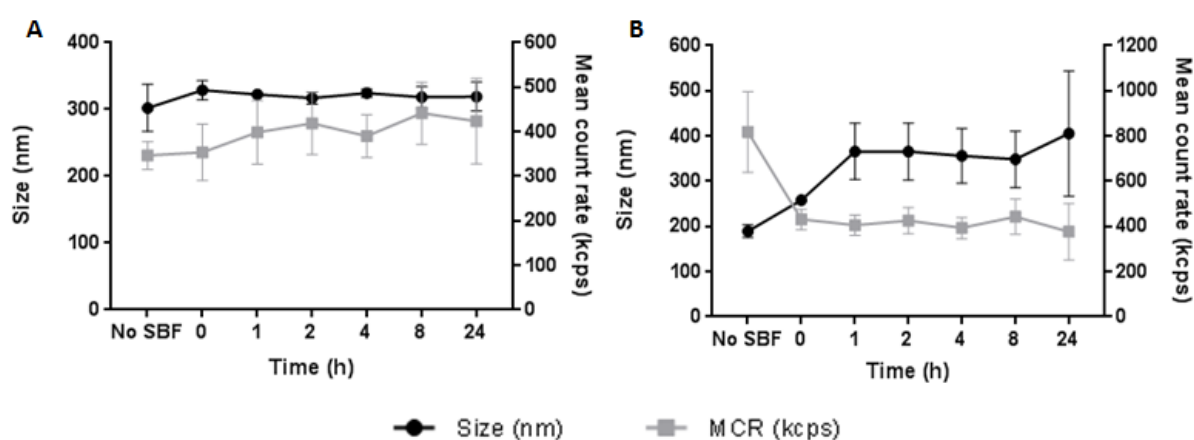 A
400
300
200
100
0
Size (nm)
600
500
400
300
200
100
0
Mean count rate (kcps)
No SBF 0 1 2 4 8 24
Time (h)
B
600
500
400
300
200
100
0
Size (nm)
1200
1000
800
600
400
200
0
Mean count rate (kcps)
No SBF 0 1 2 4 8 24
Time (h)
Size (nm) MCR (kcps)